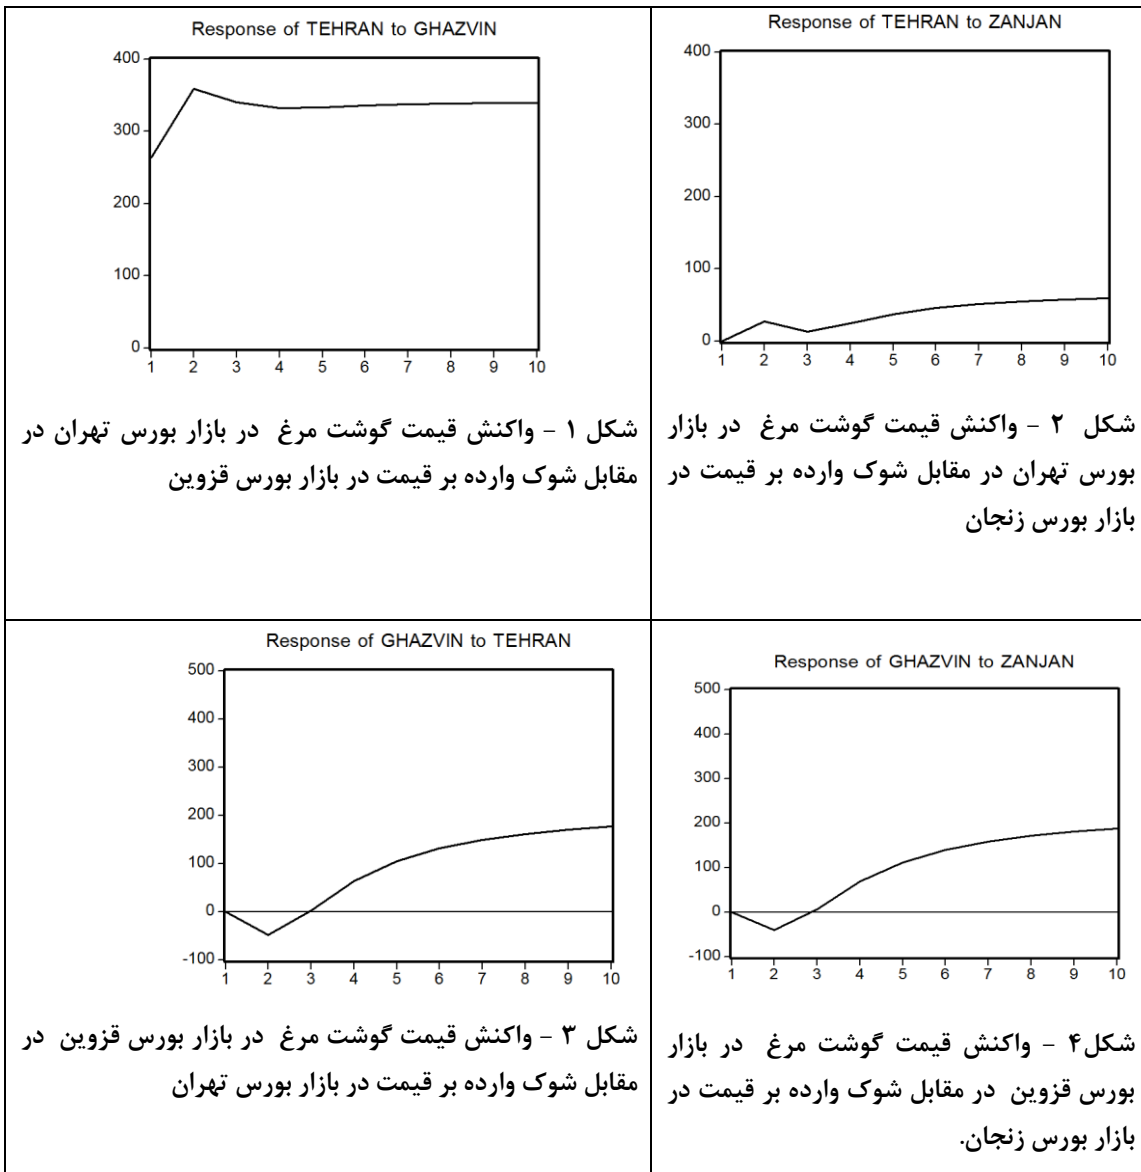 Response of TEHRAN to GHAZVIN
400
300
200
100
0
1 2 3 4 5 6 7 8 9 10
شکل ۱ - واکنش قیمت گوشت مرغ در بازار بورس تهران در
مقابل شوک وارده بر قیمت در بازار بورس قزوین
Response of TEHRAN to ZANJAN
400
300
200
100
0
1 2 3 4 5 6 7 8 9 10
شکل ۲ - واکنش قیمت گوشت مرغ در بازار
بورس تهران در مقابل شوک وارده بر قیمت در
بازار بورس زنجان
Response of GHAZVIN to TEHRAN
500
400
300
200
100
0
-100
1 2 3 4 5 6 7 8 9 10
شکل ۳ - واکنش قیمت گوشت مرغ در بازار بورس قزوین در
مقابل شوک وارده بر قیمت در بازار بورس تهران
Response of GHAZVIN to ZANJAN
500
400
300
200
100
0
-100
1 2 3 4 5 6 7 8 9 10
شکل۴ - واکنش قیمت گوشت مرغ در بازار
بورس قزوین در مقابل شوک وارده بر قیمت در
بازار بورس زنجان.